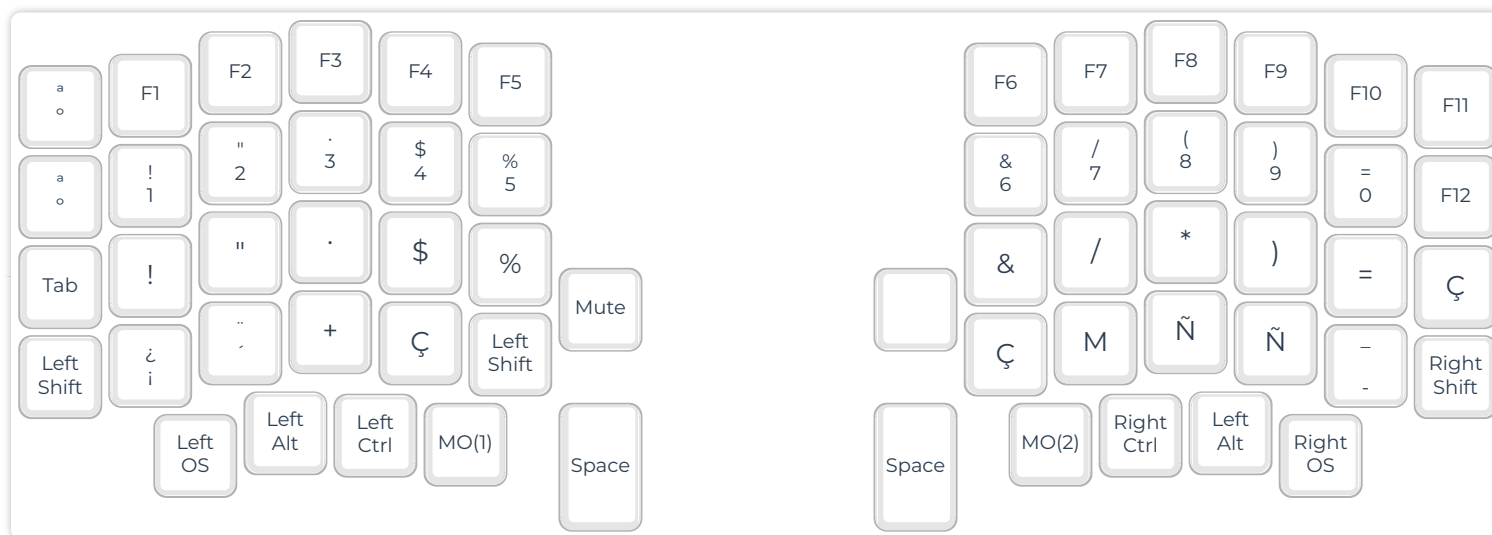 ª
º
F1
F2
F3
F4
F5
F6
F7
F8
F9
F10
F11
ª
º
!
1
"
2
·
3
$
4
%
5
&
6
/
7
(
8
)
9
=
0
F12
Tab
!
"
·
$
%
Mute
&
/
*
)
=
Ç
Left
Shift
¿
¡
¨
´
+
Ç
Left
Shift
Ç
M
Ñ
Ñ
_
-
Right
Shift
Left
OS
Left
Alt
Left
Ctrl
MO(1)
Space
Space
MO(2)
Right
Ctrl
Left
Alt
Right
OS